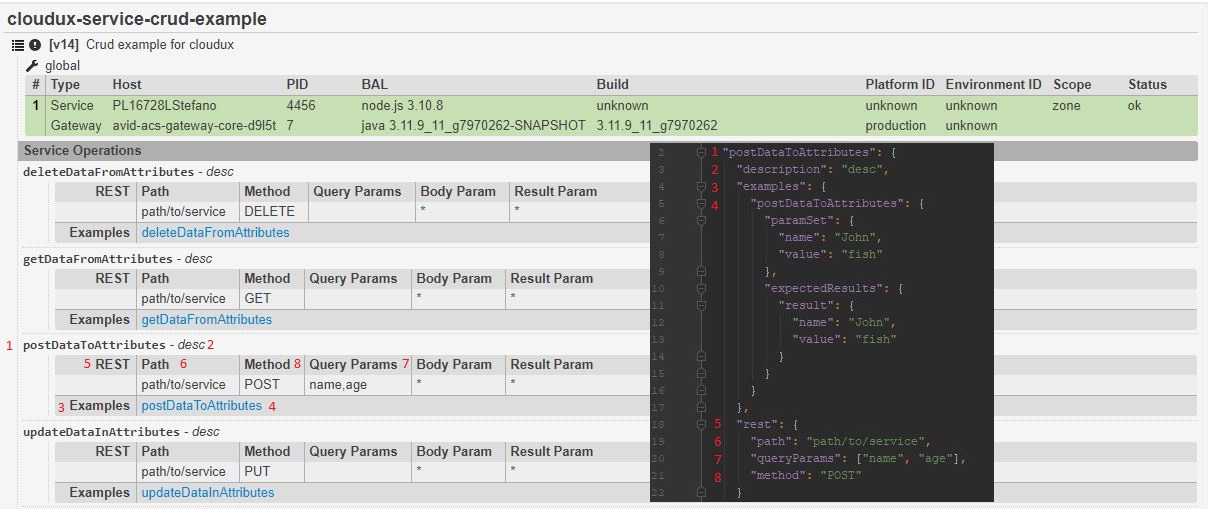 cloudux-service-crud-example
[v14] Crud example for cloudux
global
# Type Host PID BAL Build Platform ID Environment ID Scope Status
1 Service PL16728LStefano 4456 node.js 3.10.8 unknown unknown unknown zone ok
Gateway avid-acs-gateway-core-d9l5t 7 java 3.11.9_11_g7970262-SNAPSHOT 3.11.9_11_g7970262 production unknown
Service Operations
deleteDataFromAttributes - desc
REST Path Method Query Params Body Param Result Param
path/to/service DELETE * *
Examples deleteDataFromAttributes
getDataFromAttributes - desc
REST Path Method Query Params Body Param Result Param
path/to/service GET * *
Examples getDataFromAttributes
1 postDataToAttributes - desc 2
5 REST Path 6 Method 8 Query Params 7 Body Param Result Param
path/to/service POST name,age * *
3 Examples postDataToAttributes 4
updateDataInAttributes - desc
REST Path Method Query Params Body Param Result Param
path/to/service PUT * *
Examples updateDataInAttributes
2 1 "postDataToAttributes": {
3 2 "description": "desc",
4 3 "examples": {
5 4 "postDataToAttributes": {
6 "paramSet": {
7 "name": "John",
8 "value": "fish"
9 },
10 "expectedResults": {
11 "result": {
12 "name": "John",
13 "value": "fish"
14 }
15 }
16 }
17 },
18 5 "rest": {
19 6 "path": "path/to/service",
20 7 "queryParams": ["name", "age"],
21 8 "method": "POST"
22 }